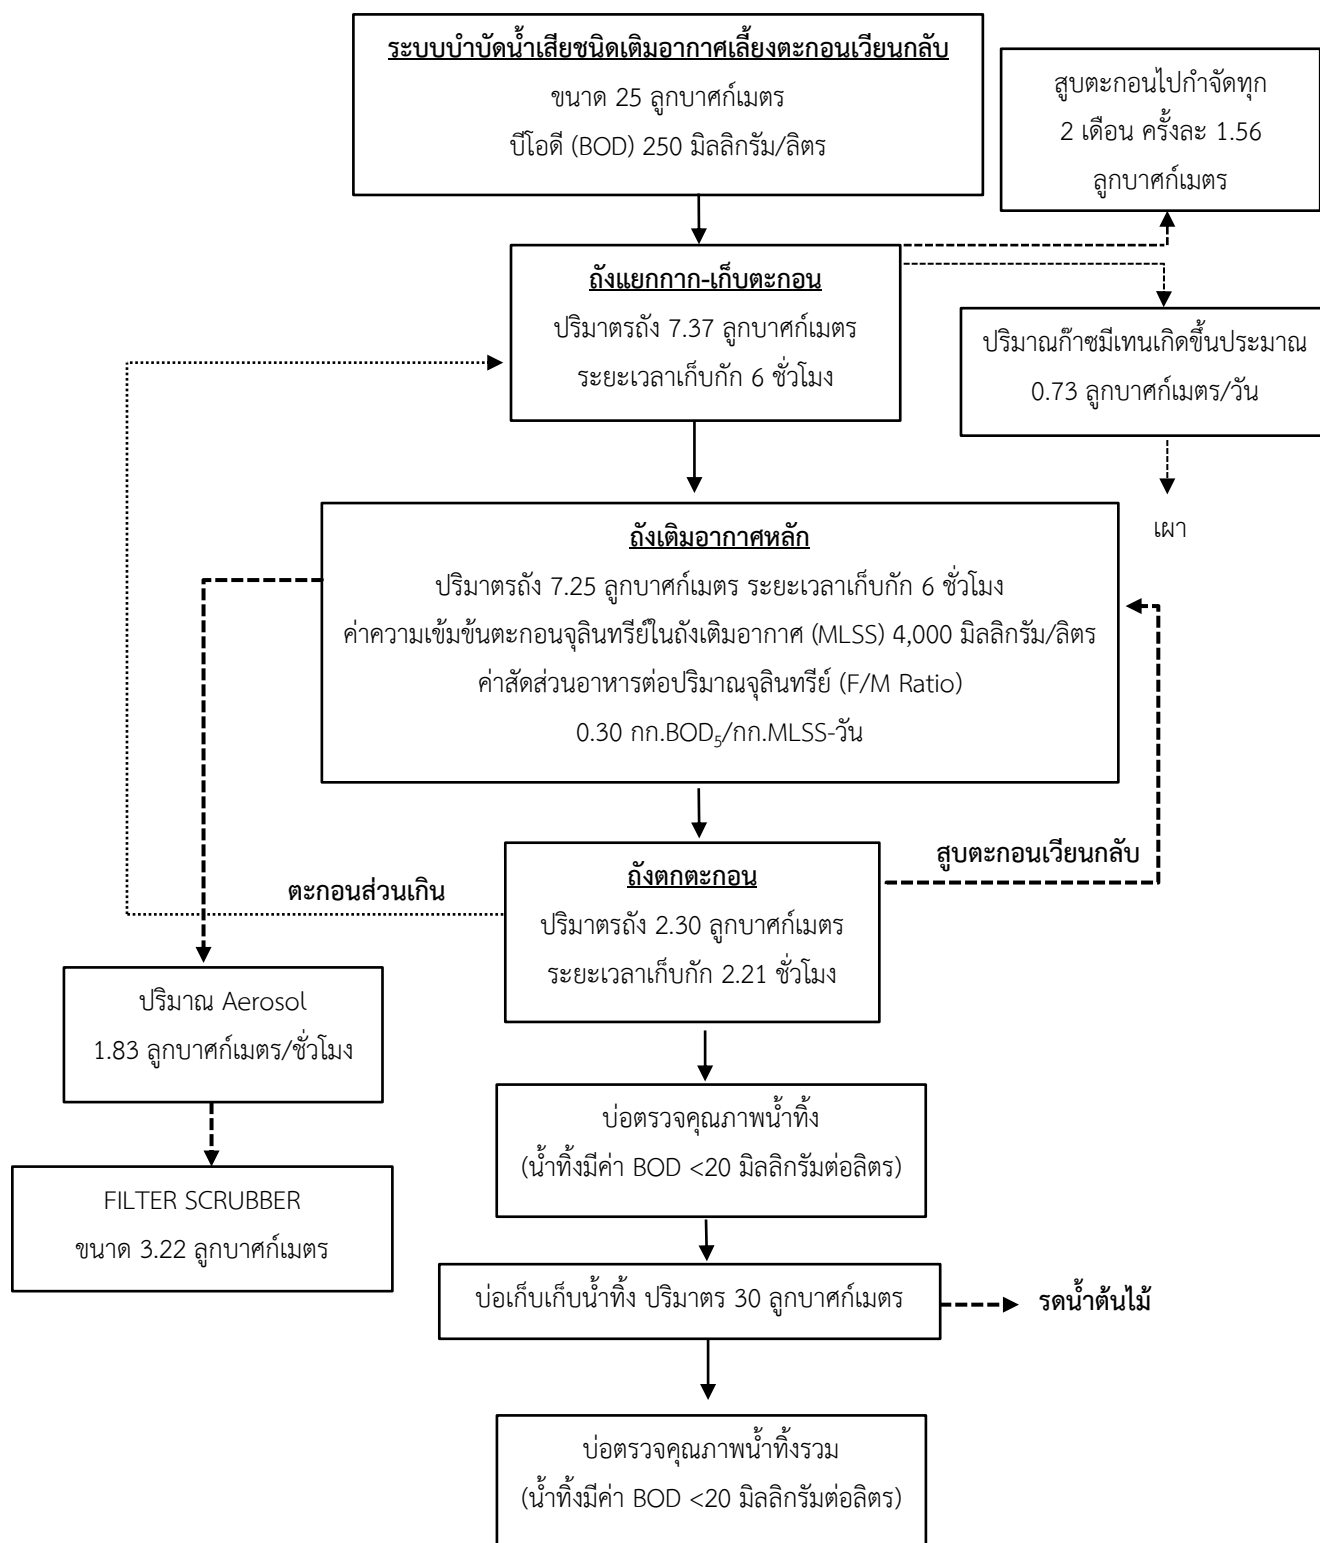 ระบบบำบัดน้ำเสียชนิดเติมอากาศเลี้ยงตะกอนเวียนกลับ
ขนาด 25 ลูกบาศก์เมตร
บีโอดี (BOD) 250 มิลลิกรัม/ลิตร
สูบตะกอนไปกำจัดทุก
2 เดือน ครั้งละ 1.56
ลูกบาศก์เมตร
ถังแยกกาก-เก็บตะกอน
ปริมาตรถัง 7.37 ลูกบาศก์เมตร
ระยะเวลาเก็บกัก 6 ชั่วโมง
ปริมาณก๊าซมีเทนเกิดขึ้นประมาณ
0.73 ลูกบาศก์เมตร/วัน
เผา
ถังเติมอากาศหลัก
ปริมาตรถัง 7.25 ลูกบาศก์เมตร ระยะเวลาเก็บกัก 6 ชั่วโมง
ค่าความเข้มข้นตะกอนจุลินทรีย์ในถังเติมอากาศ (MLSS) 4,000 มิลลิกรัม/ลิตร
ค่าสัดส่วนอาหารต่อปริมาณจุลินทรีย์ (F/M Ratio)
0.30 กก.BOD₅/กก.MLSS-วัน
สูบตะกอนเวียนกลับ
ตะกอนส่วนเกิน
ถังตกตะกอน
ปริมาตรถัง 2.30 ลูกบาศก์เมตร
ระยะเวลาเก็บกัก 2.21 ชั่วโมง
ปริมาณ Aerosol
1.83 ลูกบาศก์เมตร/ชั่วโมง
FILTER SCRUBBER
ขนาด 3.22 ลูกบาศก์เมตร
บ่อตรวจคุณภาพน้ำทิ้ง
(น้ำทิ้งมีค่า BOD <20 มิลลิกรัมต่อลิตร)
บ่อเก็บเก็บน้ำทิ้ง ปริมาตร 30 ลูกบาศก์เมตร
รดน้ำต้นไม้
บ่อตรวจคุณภาพน้ำทิ้งรวม
(น้ำทิ้งมีค่า BOD <20 มิลลิกรัมต่อลิตร)